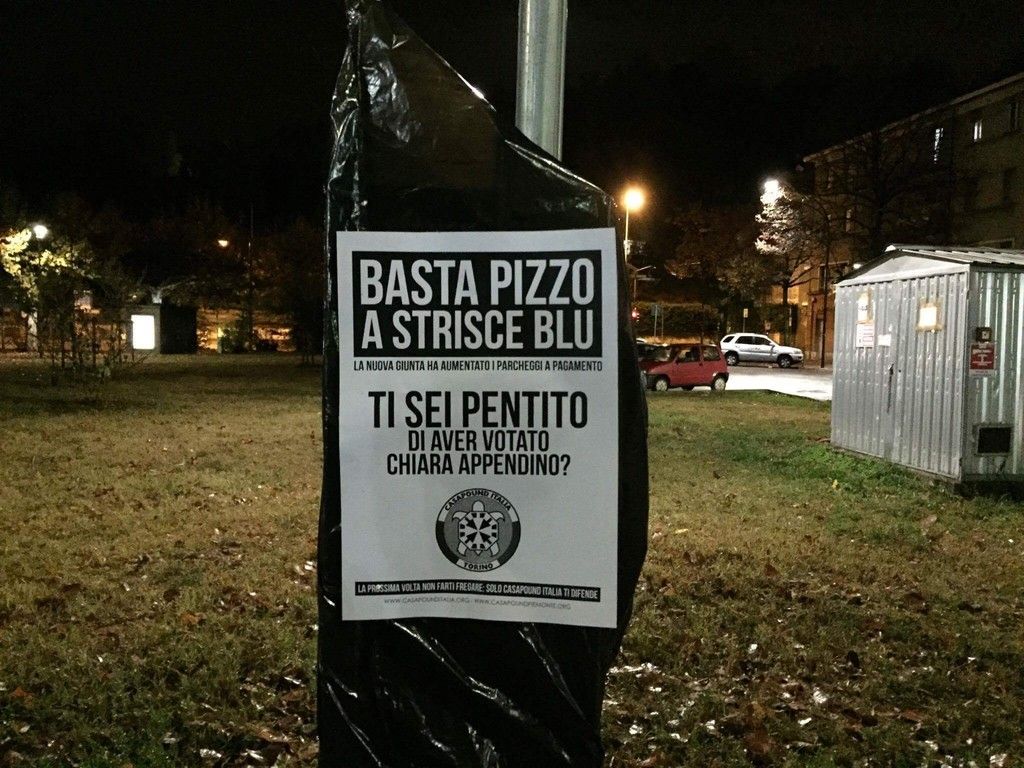 BASTA PIZZO
A STRISCE BLU
LA NUOVA GIUNTA HA AUMENTATO I PARCHEGGI A PAGAMENTO
TI SEI PENTITO
DI AVER VOTATO
CHIARA APPENDINO?
CASAPOUND ITALIA
TORINO
LA PROSSIMA VOLTA NON FARTI FREGARE: SOLO CASAPOUND ITALIA TI DIFENDE
WWW.CASAPOUNDITALIA.ORG - WWW.CASAPOUNDPIEMONTE.ORG